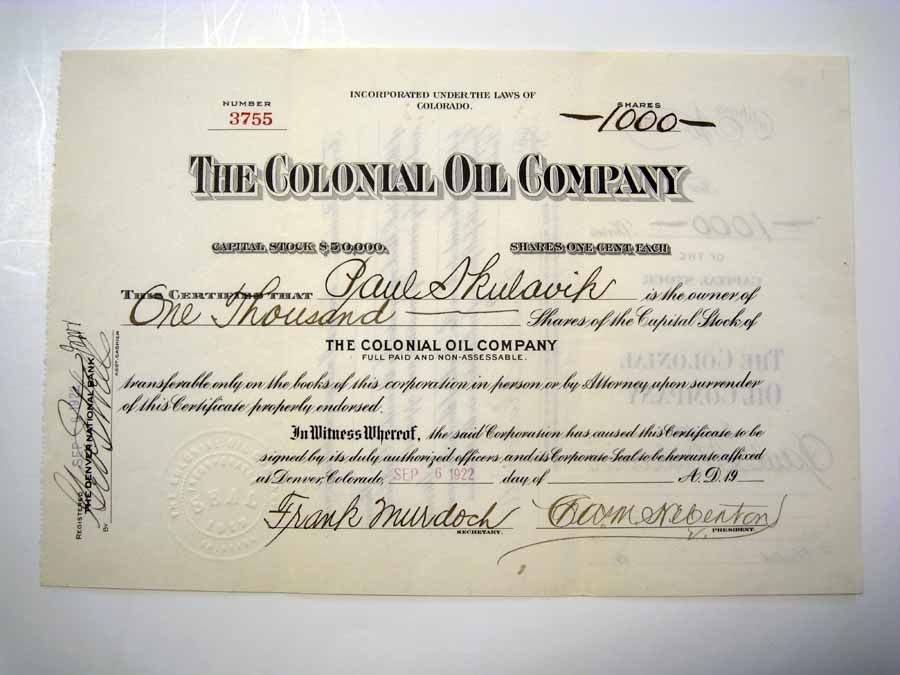 INCORPORATED UNDER THE LAWS OF
COLORADO.
NUMBER
3755
SHARES
—1000—
THE COLONIAL OIL COMPANY
CAPITAL STOCK $50,000.
SHARES ONE CENT EACH
THIS CERTIFIES THAT Paul Skulavik is the owner of
One Thousand Shares of the Capital Stock of
THE COLONIAL OIL COMPANY
FULL PAID AND NON-ASSESSABLE.
transferable only on the books of this corporation in person or by Attorney upon surrender
of this Certificate properly endorsed.
In Witness Whereof, the said Corporation has caused this Certificate to be
signed by its duly authorized officers, and its Corporate Seal to be hereunto affixed
at Denver, Colorado, SEP 6 1922 day of A.D. 19
Frank Murdoch
SECRETARY.
PRESIDENT.
SEAL
REGISTERED SEP 1922
THE DENVER NATIONAL BANK
BY
ASST. CASHIER